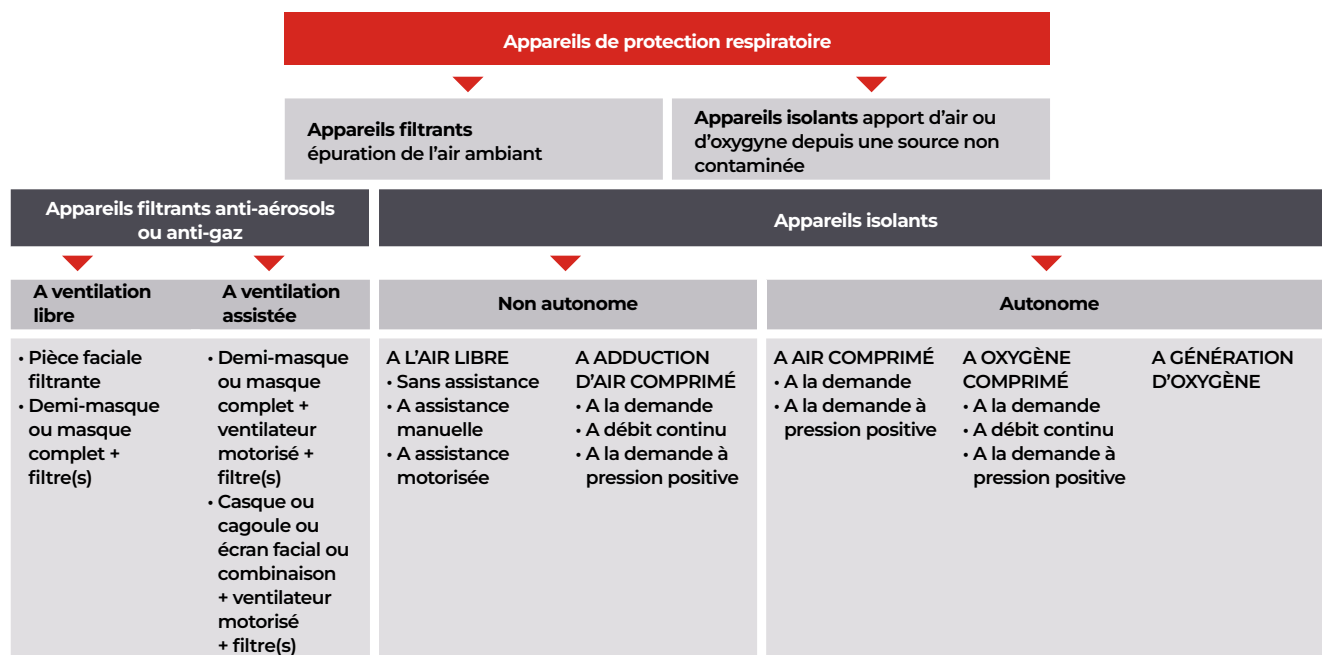 Appareils de protection respiratoire
Appareils filtrants
épuration de l'air ambiant
Appareils isolants apport d'air ou
d'oxygyne depuis une source non
contaminée
Appareils filtrants anti-aérosols
ou anti-gaz
Appareils isolants
A ventilation
libre
A ventilation
assistée
Non autonome
Autonome
• Pièce faciale
filtrante
• Demi-masque
ou masque
complet +
filtre(s)
• Demi-masque
ou masque
complet +
ventilateur
motorisé +
filtre(s)
• Casque ou
cagoule ou
écran facial ou
combinaison
+ ventilateur
motorisé
+ filtre(s)
A L'AIR LIBRE
• Sans assistance
• A assistance
manuelle
• A assistance
motorisée
A ADDUCTION
D'AIR COMPRIMÉ
• A la demande
• A débit continu
• A la demande à
pression positive
A AIR COMPRIMÉ
• A la demande
• A la demande à
pression positive
A OXYGÈNE
COMPRIMÉ
• A la demande
• A débit continu
• A la demande à
pression positive
A GÉNÉRATION
D'OXYGÈNE